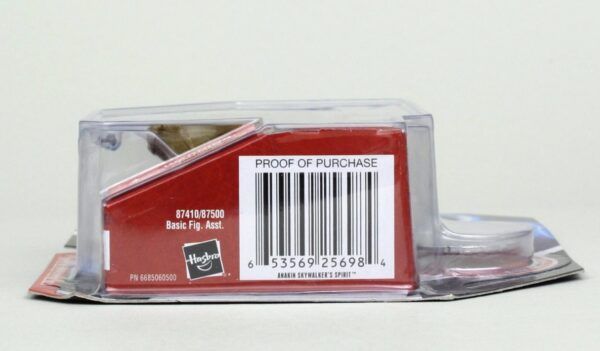 PROOF OF PURCHASE
87410/87500
Basic Fig. Asst.
Hasbro
PN 6685060500
6 53569 25698 4
ANAKIN SKYWALKER'S SPIRIT™